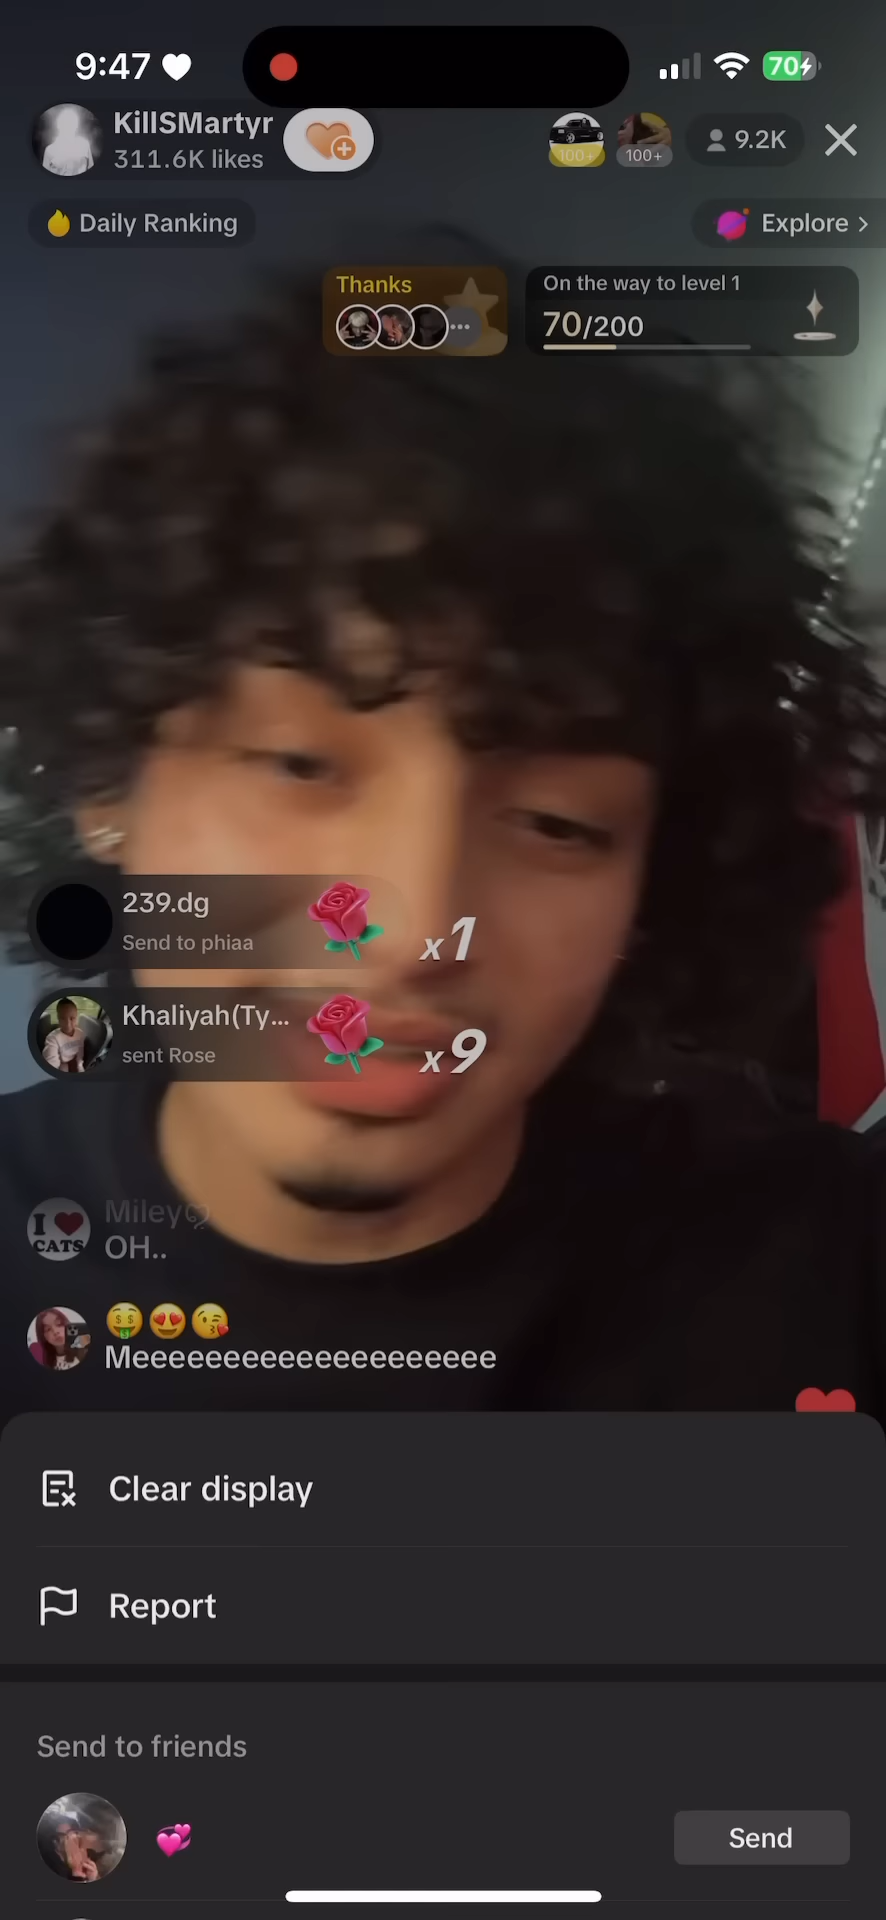 9:47
70
KillSMartyr
311.6K likes
100+
100+
9.2K
Daily Ranking
Explore >
Thanks
On the way to level 1
70/200
239.dg
Send to phiaa
x1
Khaliyah(Ty...
sent Rose
x9
I
CATS
Miley
OH..
Meeeeeeeeeeeeeeeeeee
Clear display
Report
Send to friends
Send